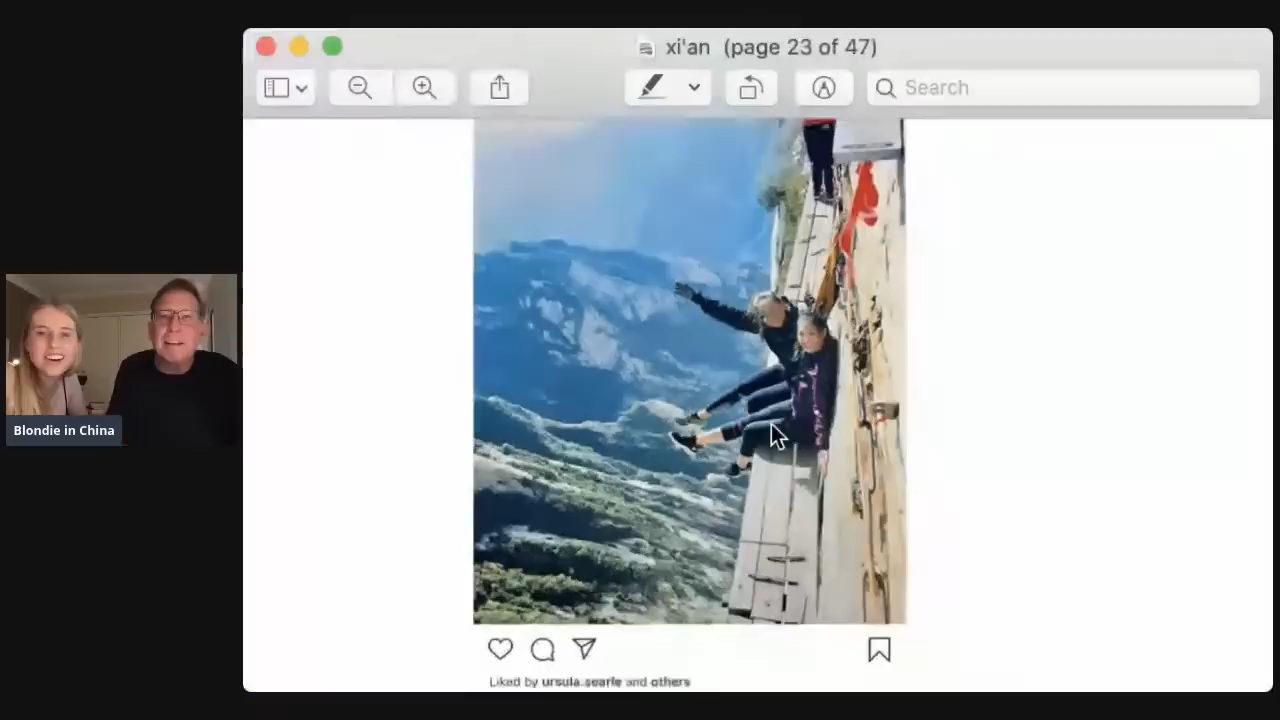 xi'an (page 23 of 47)
Search
Blondie in China
Liked by ursula.searle and others